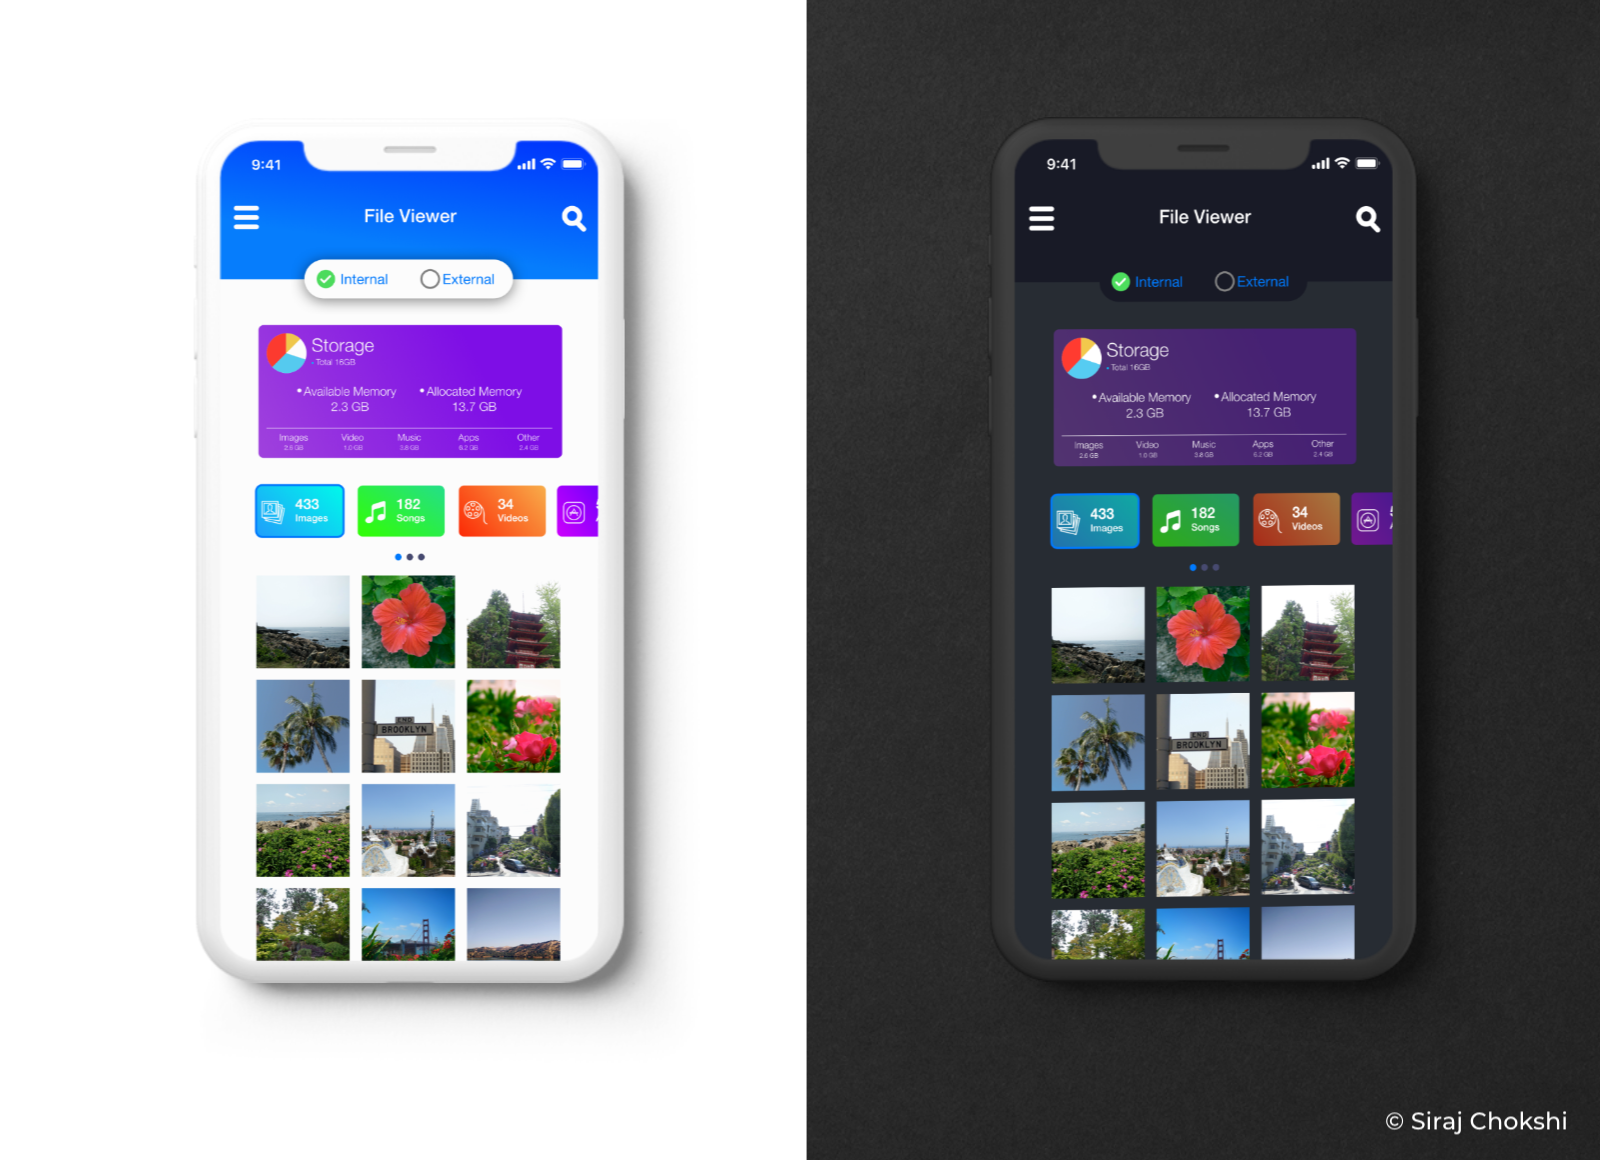 9:41
File Viewer
Internal External
Storage
- Total 16GB
•Available Memory •Allocated Memory
2.3 GB 13.7 GB
Images Video Music Apps Other
2.6 GB 1.0 GB 3.8 GB 6.2 GB 2.4 GB
433 182 34
Images Songs Videos
END
BROOKLYN
9:41
File Viewer
Internal External
Storage
- Total 16GB
•Available Memory •Allocated Memory
2.3 GB 13.7 GB
Images Video Music Apps Other
2.6 GB 1.0 GB 3.8 GB 6.2 GB 2.4 GB
433 182 34
Images Songs Videos
END
BROOKLYN
© Siraj Chokshi